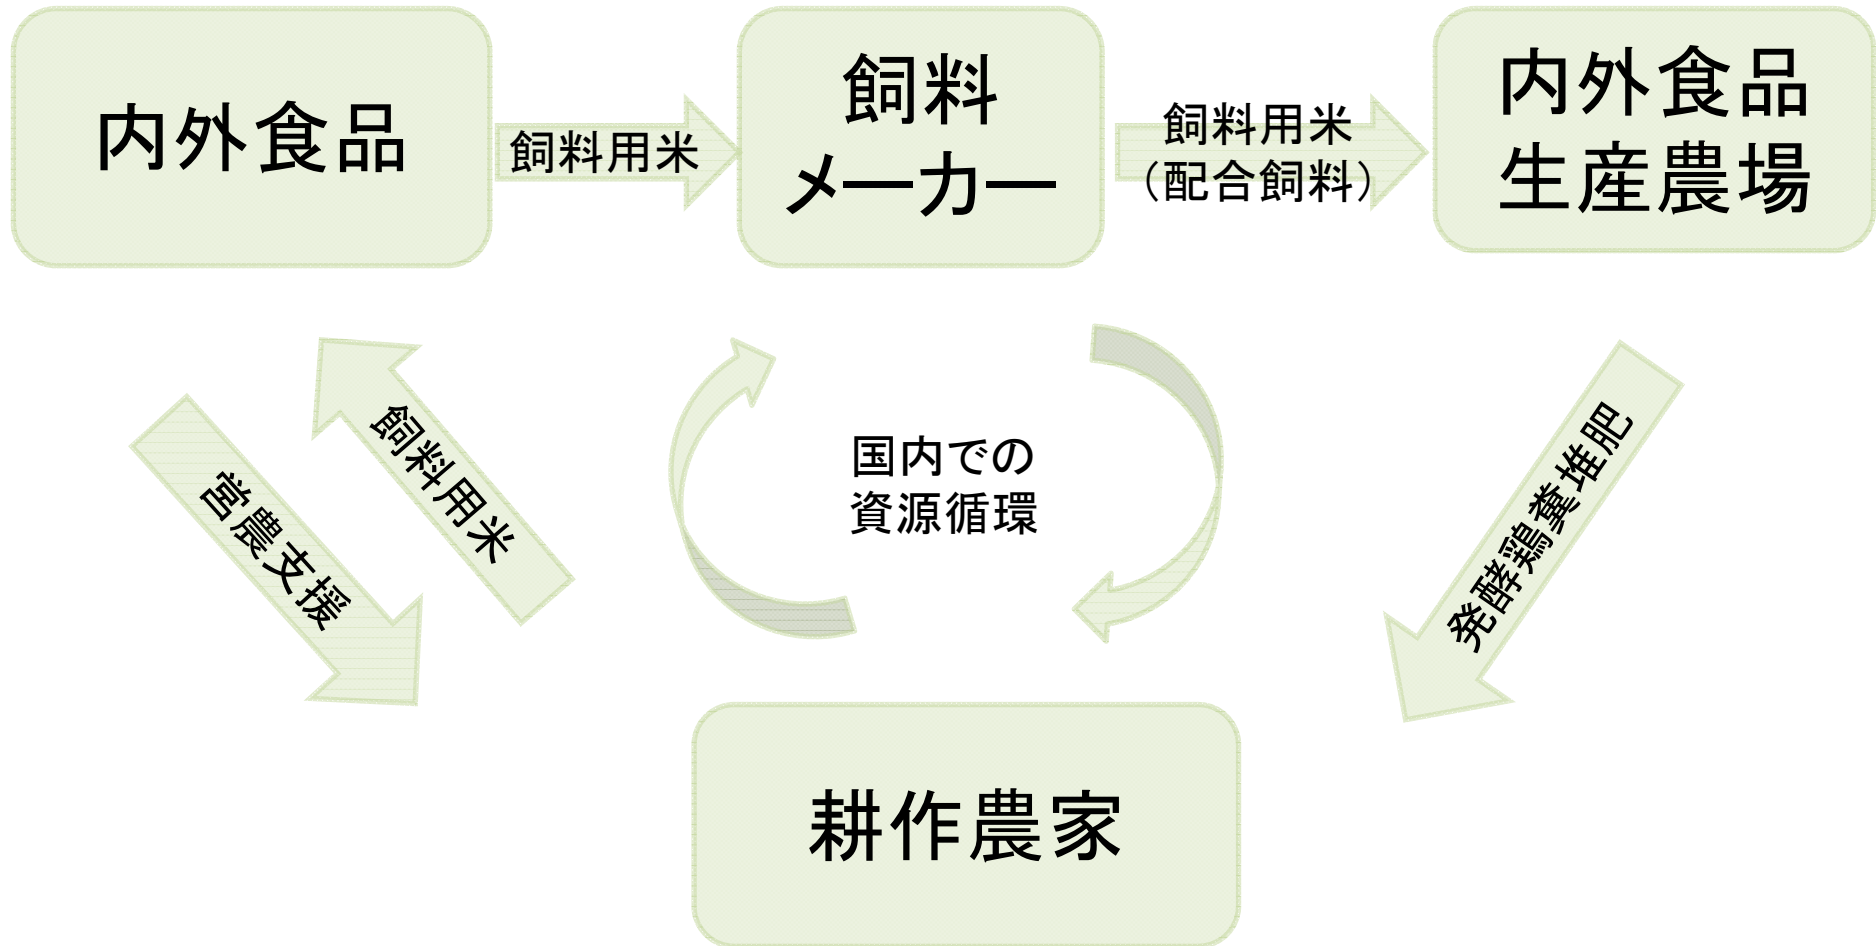 内外食品
飼料用米
飼料
メーカー
飼料用米
（配合飼料）
内外食品
生産農場
営農支援
飼料用米
国内での
資源循環
発酵鶏糞堆肥
耕作農家